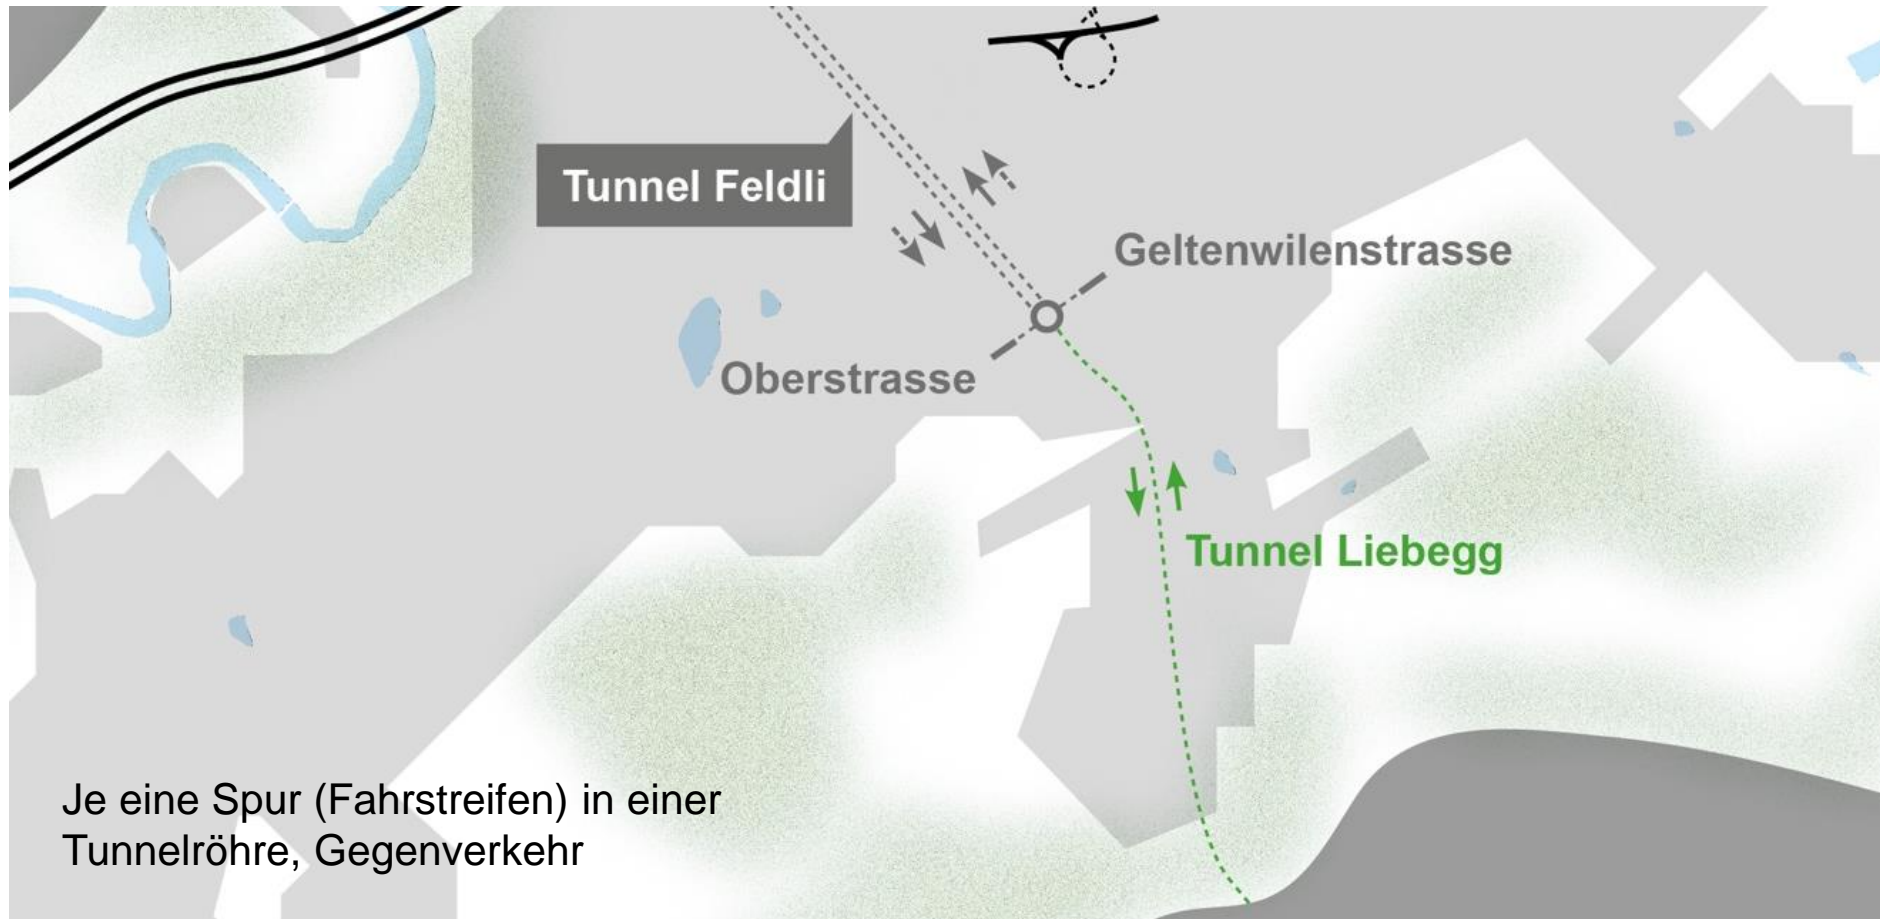 Tunnel Feldli
Geltenwilenstrasse
Oberstrasse
Tunnel Liebegg
Je eine Spur (Fahrstreifen) in einer
Tunnelröhre, Gegenverkehr